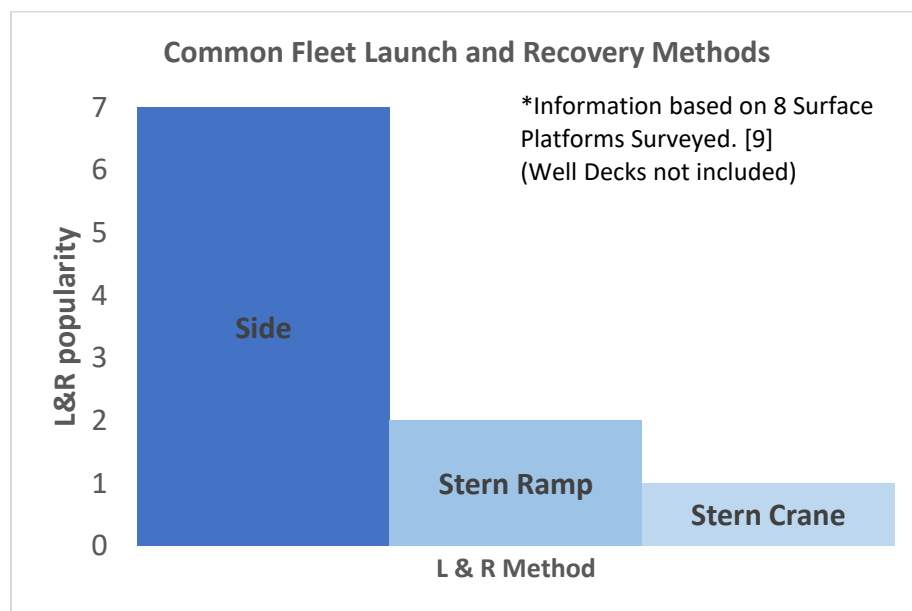 Common Fleet Launch and Recovery Methods
*Information based on 8 Surface
Platforms Surveyed. [9]
(Well Decks not included)
L&R popularity
7
6
5
4
3
2
1
0
Side
Stern Ramp
Stern Crane
L & R Method